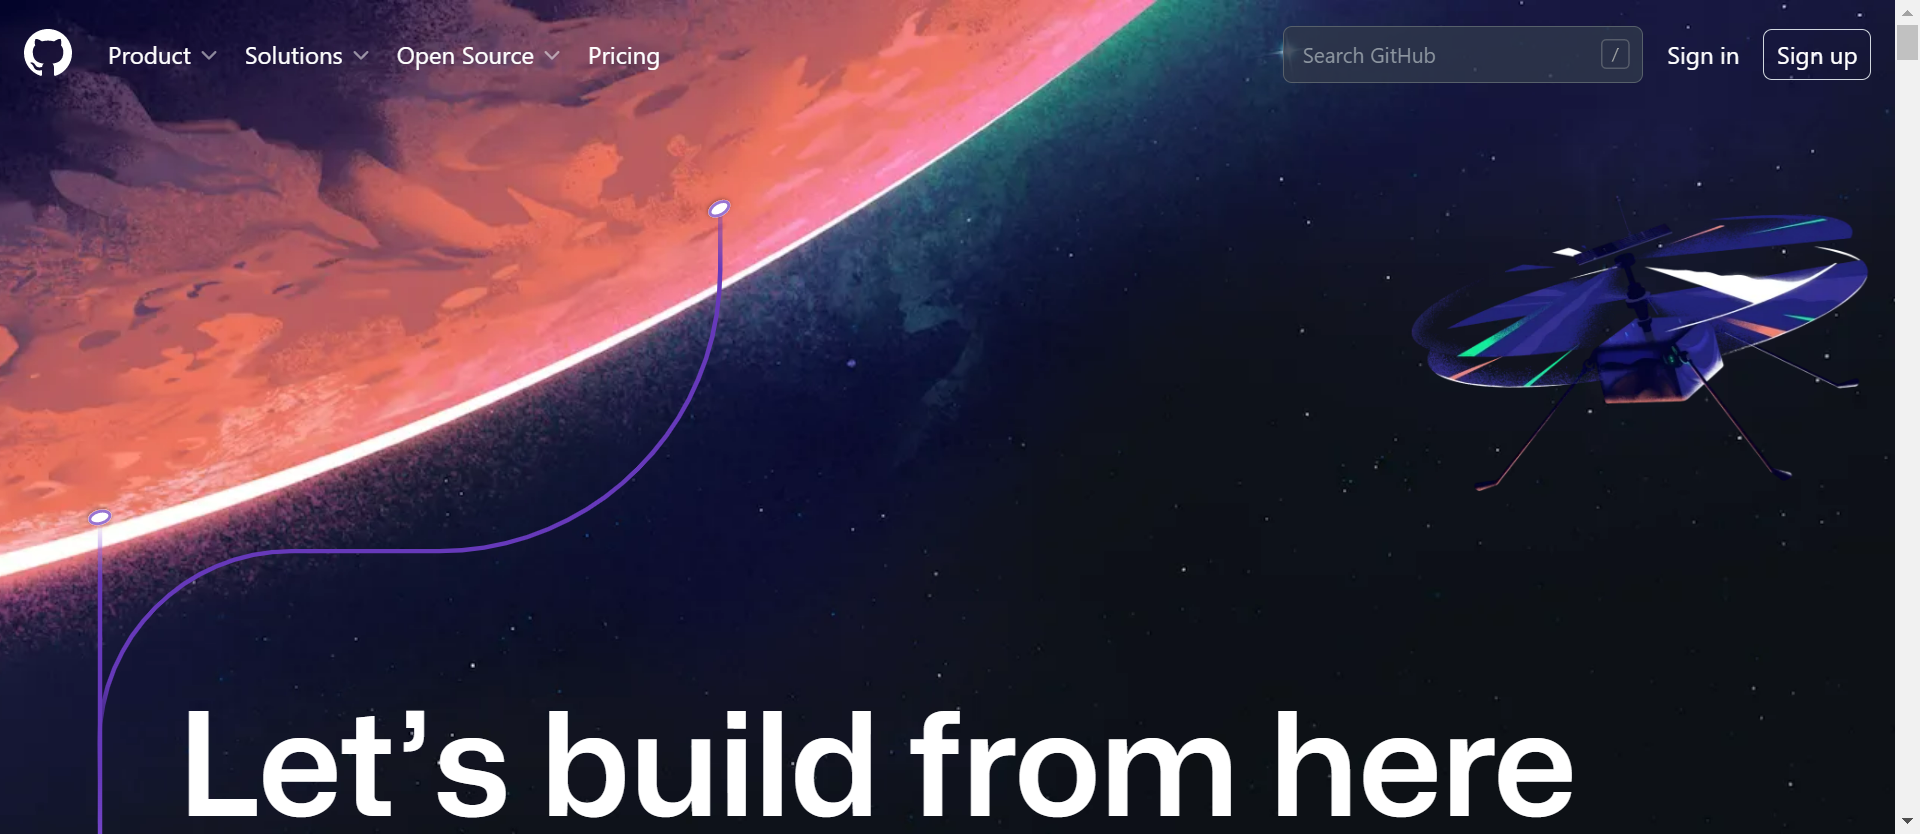 Product Solutions Open Source Pricing Search GitHub / Sign in Sign up
Let’s build from here